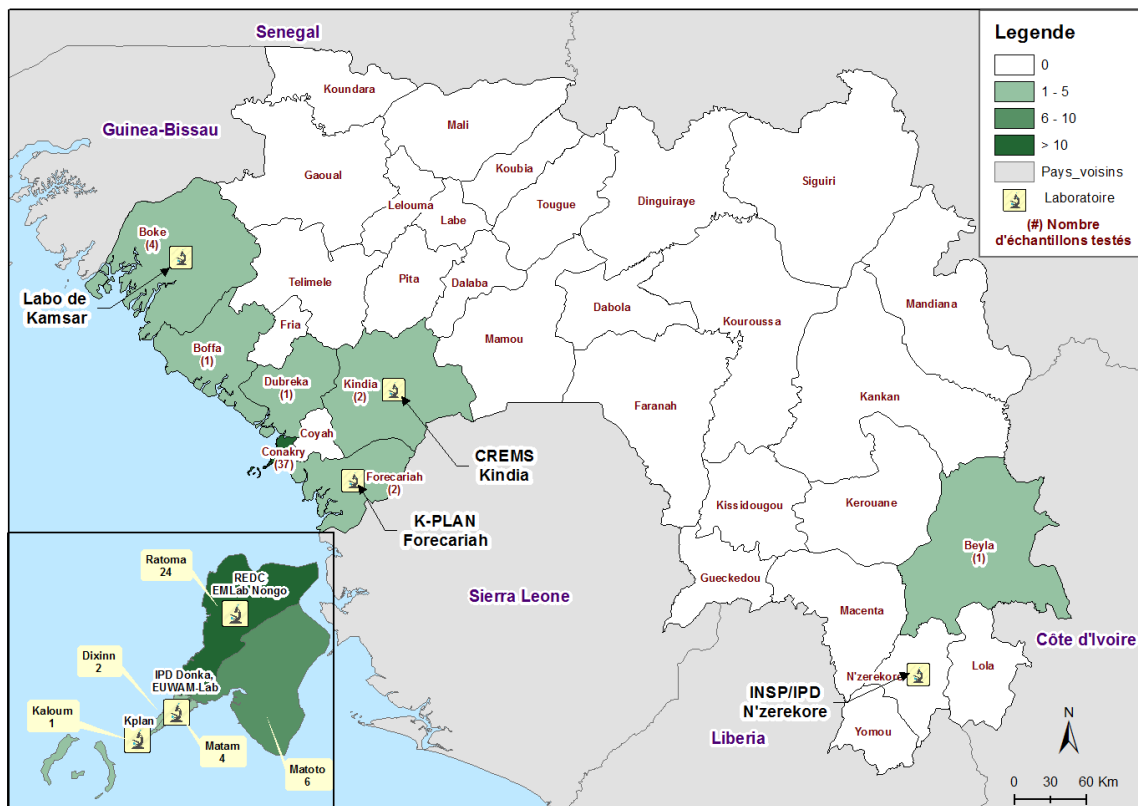 Senegal
Guinea-Bissau
Koundara
Mali
Gaoual
Koubia
Lelouma
Labe
Tougue
Dinguiraye
Siguiri
Boke
(4)
Labo de
Kamsar
Telimele
Pita
Dalaba
Dabola
Mandiana
Fria
Mamou
Kouroussa
Boffa
(1)
Dubreka
(1)
Kindia
(2)
Kankan
Faranah
Coyah
Conakry
(37)
CREMS
Kindia
Forecariah
(2)
K-PLAN
Forecariah
Kissidougou
Kerouane
Beyla
(1)
Gueckedou
Sierra Leone
Macenta
Côte d'Ivoire
Lola
N'zerekore
INSP/IPD
N'zerekore
Yomou
Liberia
Legende
0
1 - 5
6 - 10
> 10
Pays_voisins
Laboratoire
(#) Nombre
d'échantillons testés
Ratoma
24
REDC
EMLab Nongo
Dixinn
2
IPD Donka,
EUWAM-Lab
Kaloum
1
Kplan
Matam
4
Matoto
6
N
0 30 60 Km